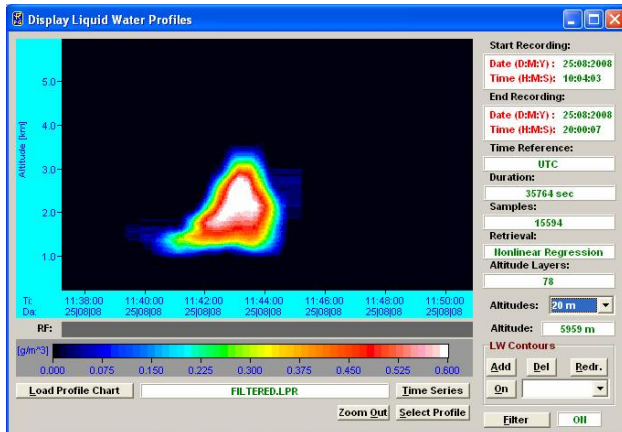 Display Liquid Water Profiles
Start Recording:
Date (D:M:Y) : 25:08:2008
Time (H:M:S): 10:04:03
End Recording:
Date (D:M:Y) : 25:08:2008
Time (H:M:S): 20:00:07
Time Reference:
UTC
Duration:
35764 sec
Samples:
15594
Retrieval:
Nonlinear Regression
Altitude Layers:
78
Altitudes: 20 m
Altitude: 5959 m
LW Contours
Add Del Redr.
On
Filter ON
Altitude [km]
5.0
4.0
3.0
2.0
1.0
Ti: 11:38:00 11:40:00 11:42:00 11:44:00 11:46:00 11:48:00 11:50:00
Da: 25|08|08 25|08|08 25|08|08 25|08|08 25|08|08 25|08|08 25|08|08
RF:
[g/m^3]
0.000 0.075 0.150 0.225 0.300 0.375 0.450 0.525 0.600
Load Profile Chart FILTERED.LPR Time Series
Zoom Out Select Profile